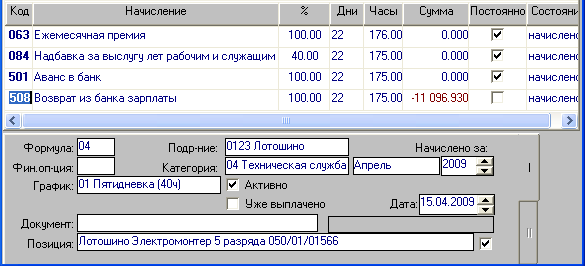 Код Начисление % Дни Часы Сумма Постоянно Состояни
063 Ежемесячная премия 100.00 22 176.00 0.000 начислено
084 Надбавка за выслугу лет рабочим и служащим 40.00 22 175.00 0.000 начислено
501 Аванс в банк 100.00 22 175.00 0.000 начислено
508 Возврат из банка зарплаты 100.00 22 175.00 -11 096.930 начислено
Формула: 04 Подр-ние: 0123 Лотошино Начислено за:
Фин.оп-ция: Категория: 04 Техническая служба Апрель 2009
График: 01 Пятидневка (40ч) Активно
Уже выплачено Дата: 15.04.2009
Документ:
Позиция: Лотошино Электромонтер 5 разряда 050/01/01566
I
II